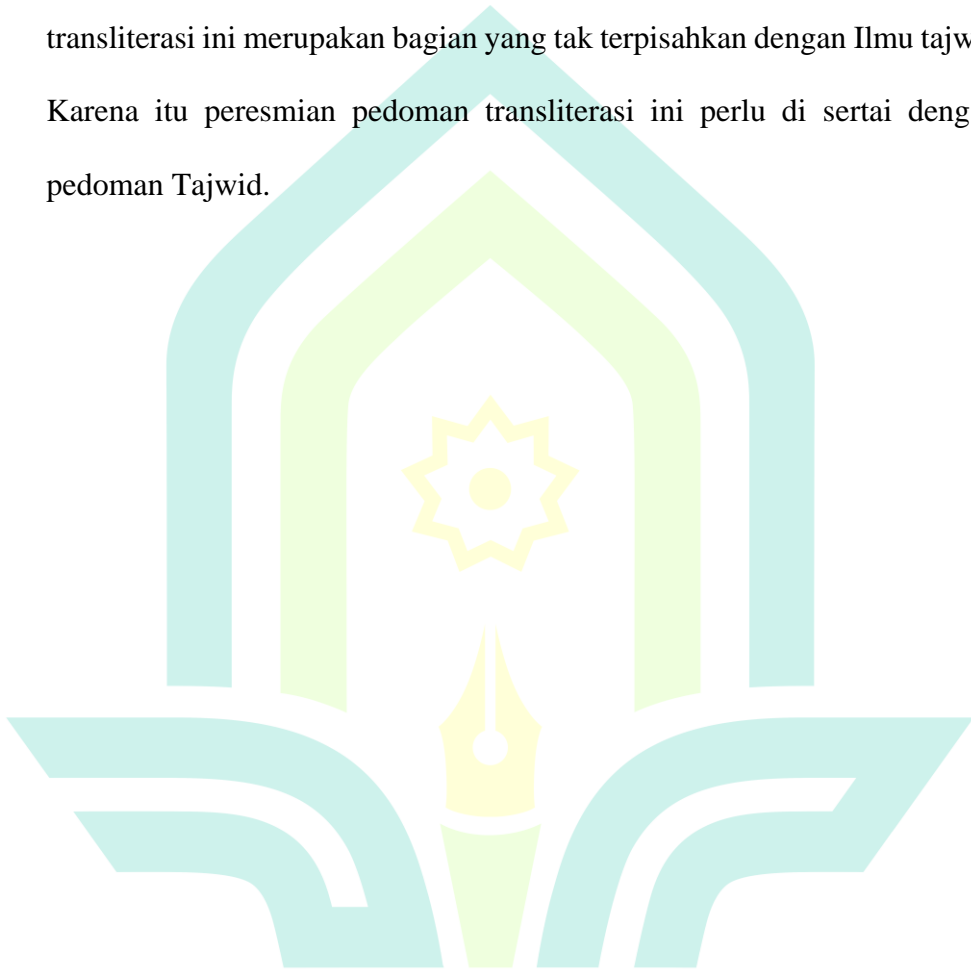 transliterasi ini merupakan bagian yang tak terpisahkan dengan Ilmu tajw
Karena itu peresmian pedoman transliterasi ini perlu di sertai deng
pedoman Tajwid.